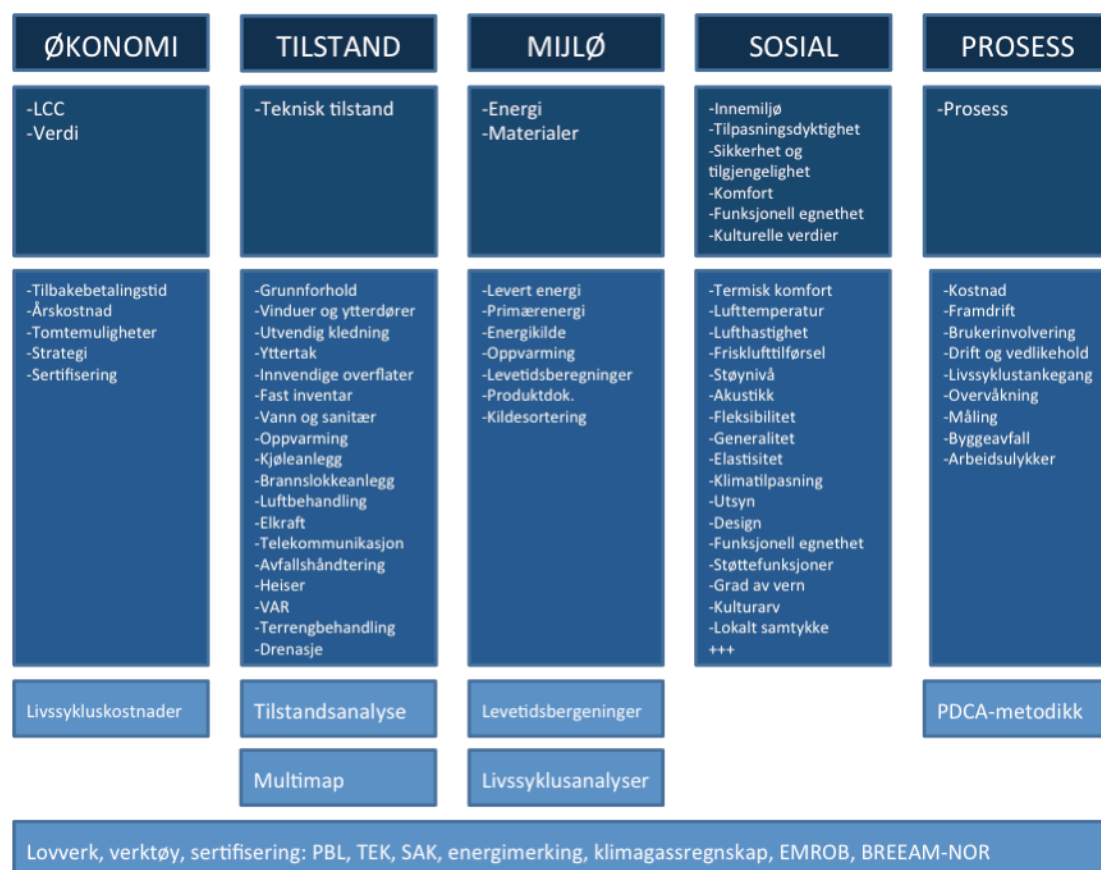 ØKONOMI
TILSTAND
MIJLØ
SOSIAL
PROSESS
-LCC
-Verdi
-Teknisk tilstand
-Energi
-Materialer
-Innemiljø
-Tilpasningsdyktighet
-Sikkerhet og
tilgjengelighet
-Komfort
-Funksjonell egnethet
-Kulturelle verdier
-Prosess
-Tilbakebetalingstid
-Årskostnad
-Tomtemuligheter
-Strategi
-Sertifisering
-Grunnforhold
-Vinduer og ytterdører
-Utvendig kledning
-Yttertak
-Innvendige overflater
-Fast inventar
-Vann og sanitær
-Oppvarming
-Kjøleanlegg
-Brannslokkeanlegg
-Luftbehandling
-Elkraft
-Telekommunikasjon
-Avfallshåndtering
-Heiser
-VAR
-Terrengbehandling
-Drenasje
-Levert energi
-Primærenergi
-Energikilde
-Oppvarming
-Levetidsberegninger
-Produktdok.
-Kildesortering
-Termisk komfort
-Lufttemperatur
-Lufthastighet
-Frisklufttilførsel
-Støynivå
-Akustikk
-Fleksibilitet
-Generalitet
-Elastisitet
-Klimatilpasning
-Utsyn
-Design
-Funksjonell egnethet
-Støttefunksjoner
-Grad av vern
-Kulturarv
-Lokalt samtykke
+++
-Kostnad
-Framdrift
-Brukerinvolvering
-Drift og vedlikehold
-Livssyklustankegang
-Overvåkning
-Måling
-Byggeavfall
-Arbeidsulykker
Livssykluskostnader
Tilstandsanalyse
Levetidsbergeninger
PDCA-metodikk
Multimap
Livssyklusanalyser
Lovverk, verktøy, sertifisering: PBL, TEK, SAK, energimerking, klimagassregnskap, EMROB, BREEAM-NOR